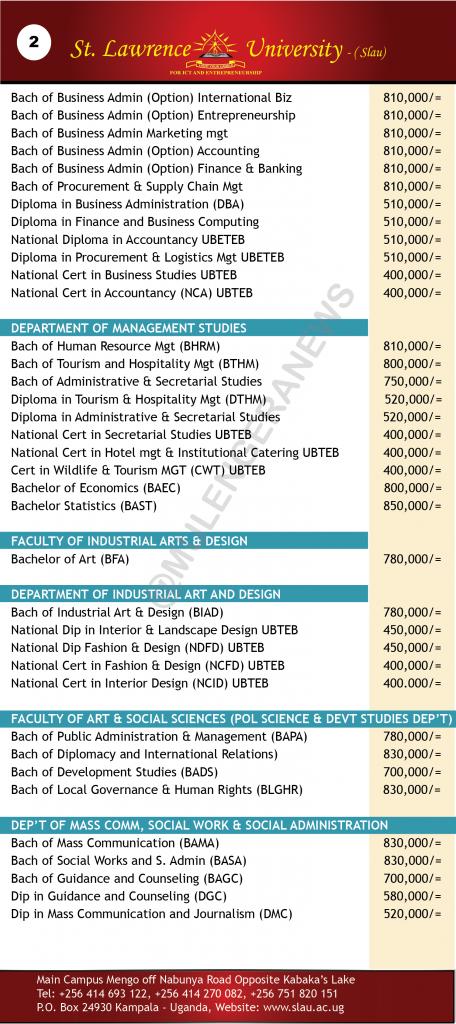 2
St. Lawrence University - ( Slau)
FOR ICT AND ENTREPRENEURSHIP
Bach of Business Admin (Option) International Biz 810,000/=
Bach of Business Admin (Option) Entrepreneurship 810,000/=
Bach of Business Admin Marketing mgt 810,000/=
Bach of Business Admin (Option) Accounting 810,000/=
Bach of Business Admin (Option) Finance & Banking 810,000/=
Bach of Procurement & Supply Chain Mgt 810,000/=
Diploma in Business Administration (DBA) 510,000/=
Diploma in Finance and Business Computing 510,000/=
National Diploma in Accountancy UBETEB 510,000/=
Diploma in Procurement & Logistics Mgt UBETEB 510,000/=
National Cert in Business Studies UBTEB 400,000/=
National Cert in Accountancy (NCA) UBTEB 400,000/=
DEPARTMENT OF MANAGEMENT STUDIES
Bach of Human Resource Mgt (BHRM) 810,000/=
Bach of Tourism and Hospitality Mgt (BTHM) 800,000/=
Bach of Administrative & Secretarial Studies 750,000/=
Diploma in Tourism & Hospitality Mgt (DTHM) 520,000/=
Diploma in Administrative & Secretarial Studies 520,000/=
National Cert in Secretarial Studies UBTEB 400,000/=
National Cert in Hotel mgt & Institutional Catering UBTEB 400,000/=
Cert in Wildlife & Tourism MGT (CWT) UBTEB 400,000/=
Bachelor of Economics (BAEC) 800,000/=
Bachelor Statistics (BAST) 850,000/=
FACULTY OF INDUSTRIAL ARTS & DESIGN
Bachelor of Art (BFA) 780,000/=
DEPARTMENT OF INDUSTRIAL ART AND DESIGN
Bach of Industrial Art & Design (BIAD) 780,000/=
National Dip in Interior & Landscape Design UBTEB 450,000/=
National Dip Fashion & Design (NDFD) UBTEB 450,000/=
National Cert in Fashion & Design (NCFD) UBTEB 400,000/=
National Cert in Interior Design (NCID) UBTEB 400.000/=
FACULTY OF ART & SOCIAL SCIENCES (POL SCIENCE & DEVT STUDIES DEP'T)
Bach of Public Administration & Management (BAPA) 780,000/=
Bach of Diplomacy and International Relations) 830,000/=
Bach of Development Studies (BADS) 700,000/=
Bach of Local Governance & Human Rights (BLGHR) 830,000/=
DEP'T OF MASS COMM, SOCIAL WORK & SOCIAL ADMINISTRATION
Bach of Mass Communication (BAMA) 830,000/=
Bach of Social Works and S. Admin (BASA) 830,000/=
Bach of Guidance and Counseling (BAGC) 700,000/=
Dip in Guidance and Counseling (DGC) 580,000/=
Dip in Mass Communication and Journalism (DMC) 520,000/=
@MULENGERANEWS
Main Campus Mengo off Nabunya Road Opposite Kabaka's Lake
Tel: +256 414 693 122, +256 414 270 082, +256 751 820 151
P.O. Box 24930 Kampala - Uganda, Website: www.slau.ac.ug